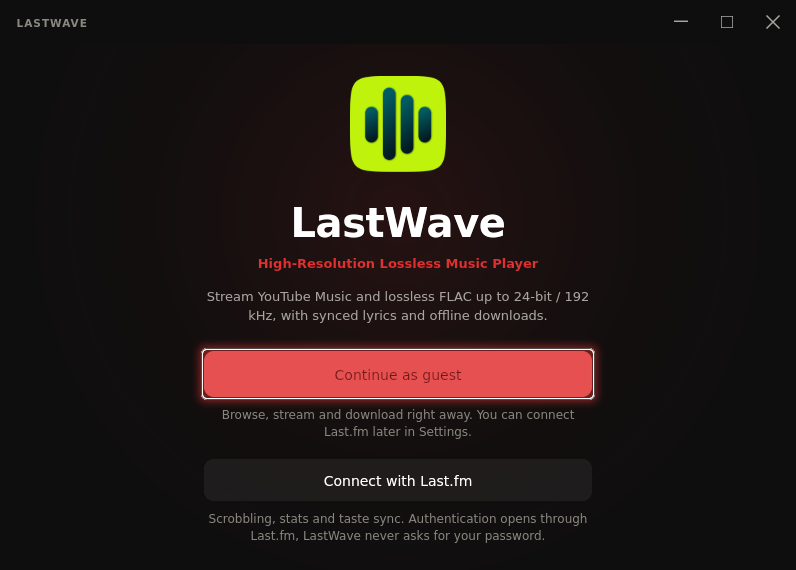 LASTWAVE
LastWave
High-Resolution Lossless Music Player
Stream YouTube Music and lossless FLAC up to 24-bit / 192
kHz, with synced lyrics and offline downloads.
Continue as guest
Browse, stream and download right away. You can connect
Last.fm later in Settings.
Connect with Last.fm
Scrobbling, stats and taste sync. Authentication opens through
Last.fm, LastWave never asks for your password.